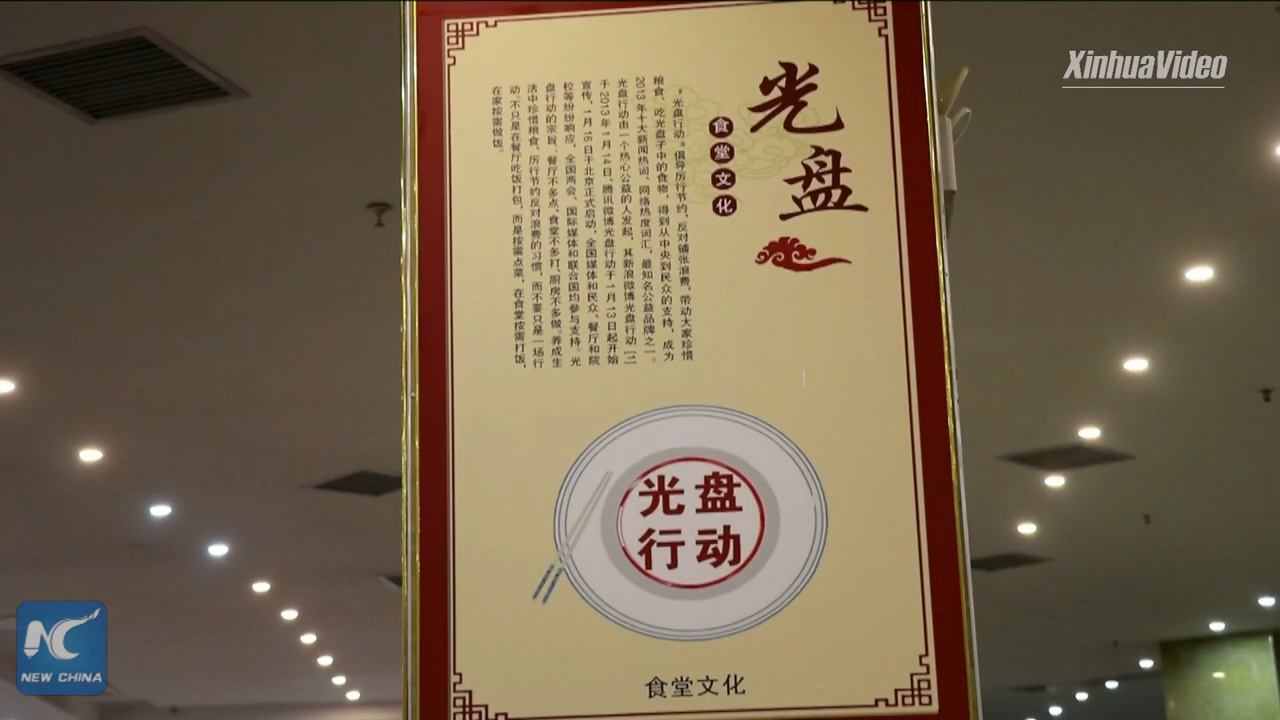 XinhuaVideo
光盘
食堂文化
“光盘行动”倡导厉行节约，反对铺张浪费，带动大家珍惜
粮食、吃光盘子中的食物，得到从中央到民众的支持，成为
2013年十大新闻热词、网络热度词汇，最知名公益品牌之一。
光盘行动由一个热心公益的人发起，其新浪微博光盘行动[二]
于2013年1月14日、腾讯微博光盘行动于1月13日起开始
宣传，1月16日于北京正式启动，全国媒体和民众、餐厅和院
校等纷纷响应，全国两会、国际媒体和联合国均参与支持。光
盘行动的宗旨：餐厅不多点、食堂不多打、厨房不多做。养成生
活中珍惜粮食、厉行节约反对浪费的习惯，而不要只是一场行
动，不只是在餐厅吃饭打包，而是按需点菜，在食堂按需打饭，
在家按需做饭。
光盘
行动
食堂文化
NC
NEW CHINA